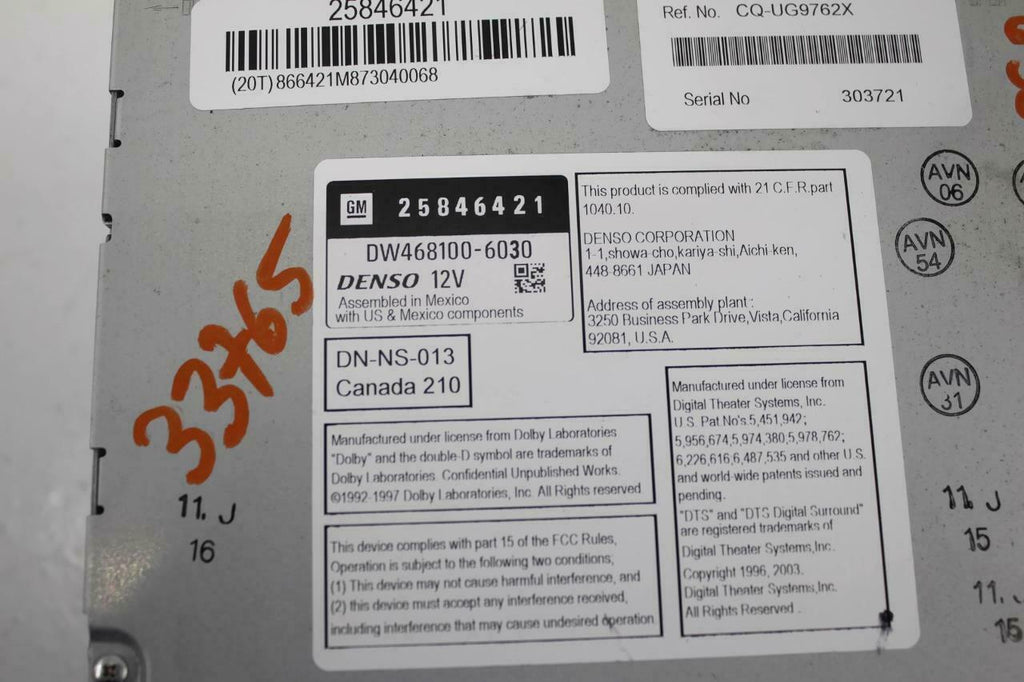 25846421
(20T)866421M873040068
Ref. No. CQ-UG9762X
Serial No 303721
GM 25846421
DW468100-6030
DENSO 12V
Assembled in Mexico
with US & Mexico components
This product is complied with 21 C.F.R.part
1040.10.
DENSO CORPORATION
1-1,showa-cho,kariya-shi,Aichi-ken,
448-8661 JAPAN
Address of assembly plant :
3250 Business Park Drive,Vista,California
92081, U.S.A.
DN-NS-013
Canada 210
Manufactured under license from Dolby Laboratories
"Dolby" and the double-D symbol are trademarks of
Dolby Laboratories. Confidential Unpublished Works.
©1992-1997 Dolby Laboratories, Inc. All Rights reserved
This device complies with part 15 of the FCC Rules,
Operation is subject to the following two conditions;
(1) This device may not cause harmful interference, and
(2) this device must accept any interference received,
including interference that may cause undesired operation
Manufactured under license from
Digital Theater Systems, Inc.
U.S. Pat.No's.5,451,942;
5,956,674,5,974,380,5,978,762;
6,226,616,6,487,535 and other U.S.
and world-wide patents issued and
pending.
"DTS" and "DTS Digital Surround"
are registered trademarks of
Digital Theater Systems,Inc.
Copyright 1996, 2003.
Digital Theater Systems,Inc.
All Rights Reserved .
33765
11. J
16
AVN
06
AVN
54
AVN
31
11. J
15
11.
15